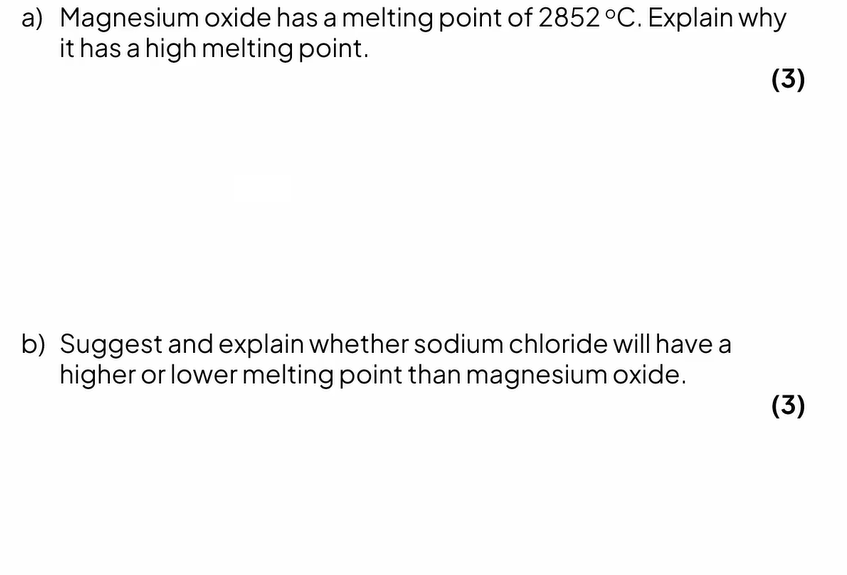 a) Magnesium oxide has a melting point of 2852 ºC. Explain why
it has a high melting point.
(3)
b) Suggest and explain whether sodium chloride will have a
higher or lower melting point than magnesium oxide.
(3)